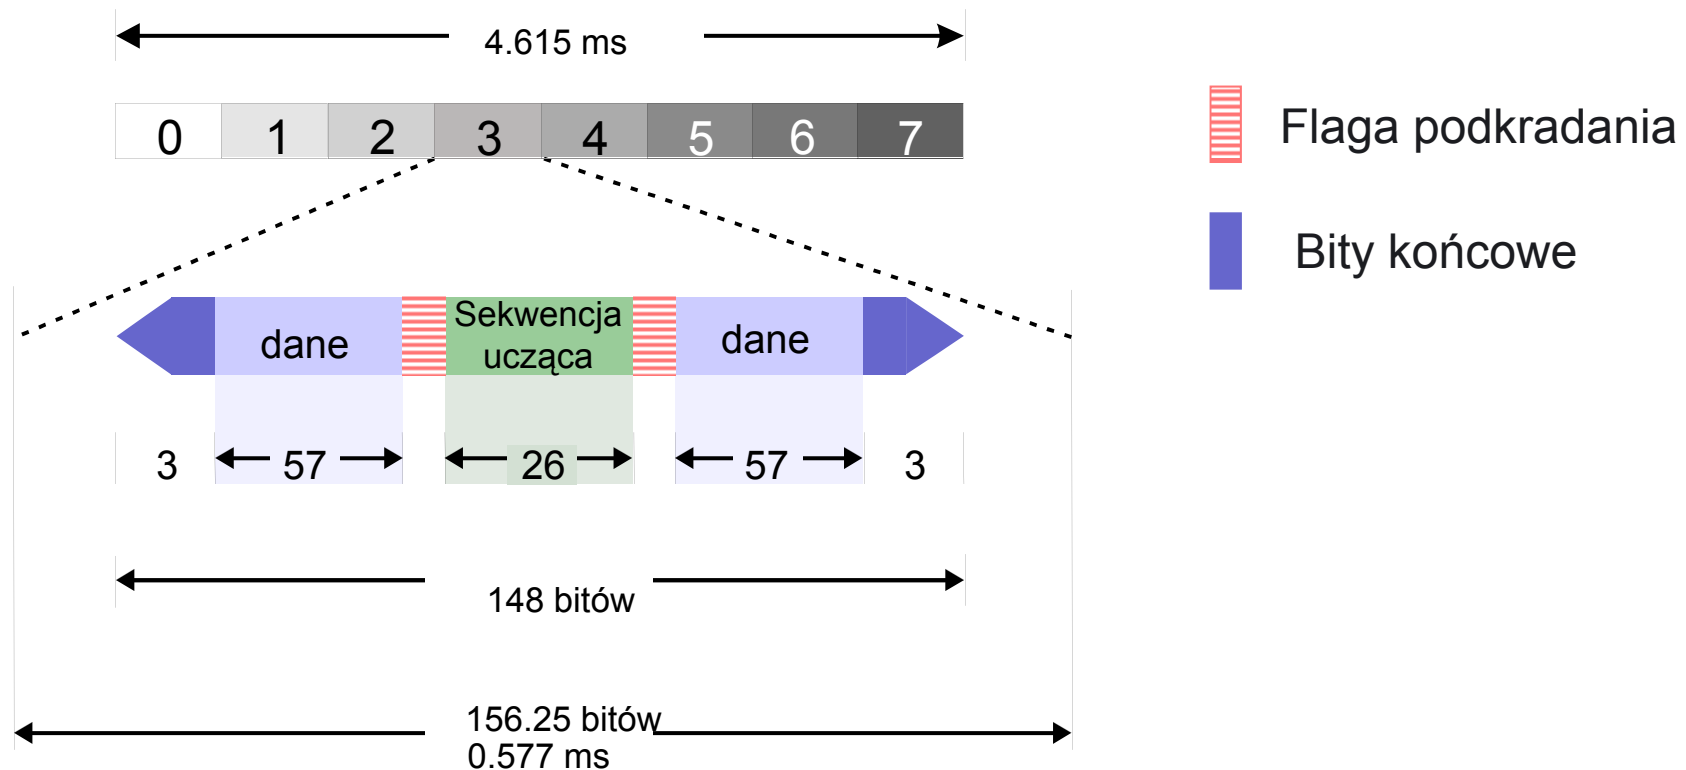 4.615 ms
0 1 2 3 4 5 6 7
Flaga podkradania
Bity końcowe
dane
Sekwencja
ucząca
dane
3 57 26 57 3
148 bitów
156.25 bitów
0.577 ms